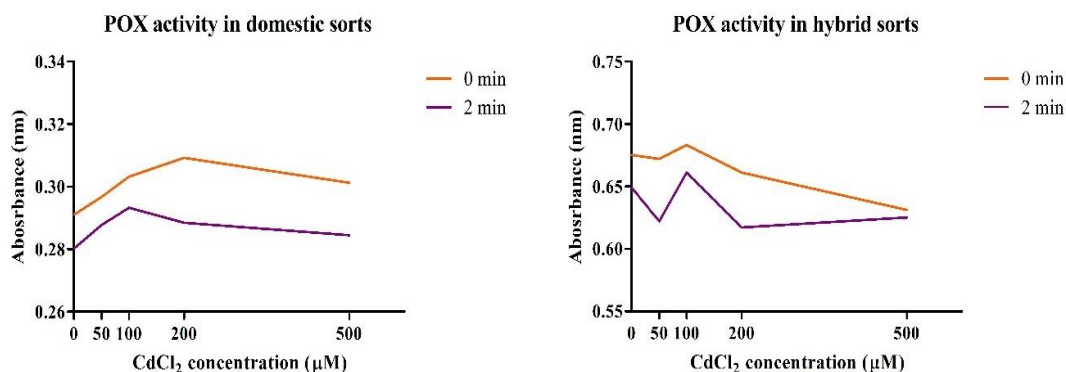 POX activity in domestic sorts
0.34
0.32
0.30
0.28
0.26
Abosrbance (nm)
0 50 100 200 500
CdCl₂ concentration (µM)
0 min
2 min
POX activity in hybrid sorts
0.75
0.70
0.65
0.60
0.55
Abosrbance (nm)
0 50 100 200 500
CdCl₂ concentration (µM)
0 min
2 min